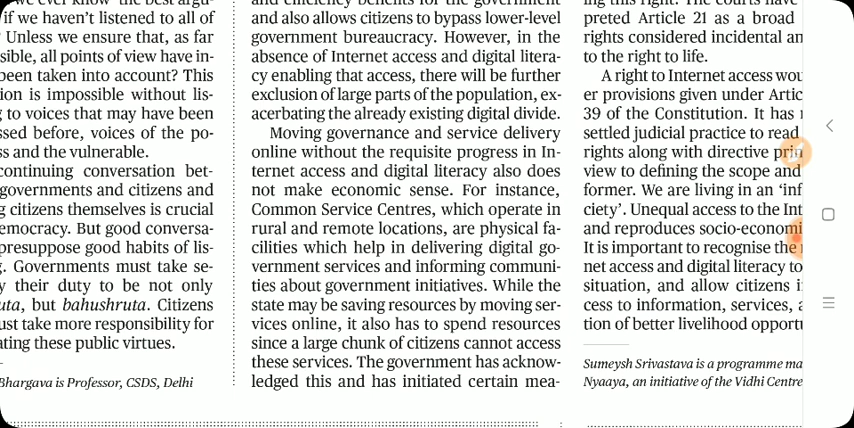 if we haven't listened to all of
? Unless we ensure that, as far
sible, all points of view have in-
been taken into account? This
ion is impossible without lis-
g to voices that may have been
ssed before, voices of the po-
ss and the vulnerable.
continuing conversation bet-
governments and citizens and
g citizens themselves is crucial
emocracy. But good conversa-
presuppose good habits of lis-
g. Governments must take se-
y their duty to be not only
uta, but bahushruta. Citizens
ust take more responsibility for
ating these public virtues.
Bhargava is Professor, CSDS, Delhi
and efficiency benefits for the government
and also allows citizens to bypass lower-level
government bureaucracy. However, in the
absence of Internet access and digital litera-
cy enabling that access, there will be further
exclusion of large parts of the population, ex-
acerbating the already existing digital divide.
Moving governance and service delivery
online without the requisite progress in In-
ternet access and digital literacy also does
not make economic sense. For instance,
Common Service Centres, which operate in
rural and remote locations, are physical fa-
cilities which help in delivering digital go-
vernment services and informing communi-
ties about government initiatives. While the
state may be saving resources by moving ser-
vices online, it also has to spend resources
since a large chunk of citizens cannot access
these services. The government has acknow-
ledged this and has initiated certain mea-
ing this right. The courts have
preted Article 21 as a broad
rights considered incidental an
to the right to life.
A right to Internet access wou
er provisions given under Artic
39 of the Constitution. It has
settled judicial practice to read
rights along with directive prin
view to defining the scope and
former. We are living in an 'inf
ciety'. Unequal access to the Int
and reproduces socio-economi
It is important to recognise the
net access and digital literacy to
situation, and allow citizens i
cess to information, services, a
tion of better livelihood opportu
Sumeysh Srivastava is a programme ma
Nyaaya, an initiative of the Vidhi Centre